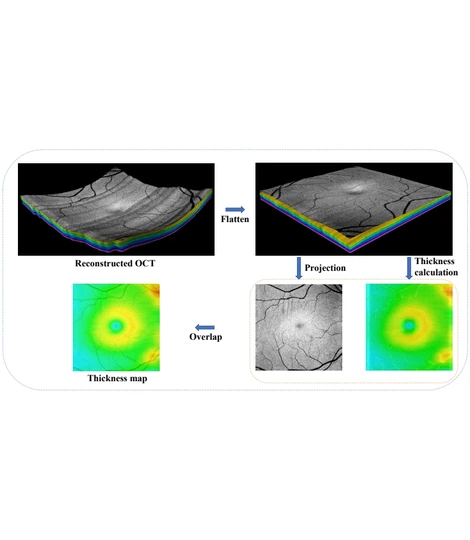 Flatten
Reconstructed OCT
Projection
Thickness
calculation
Overlap
Thickness map